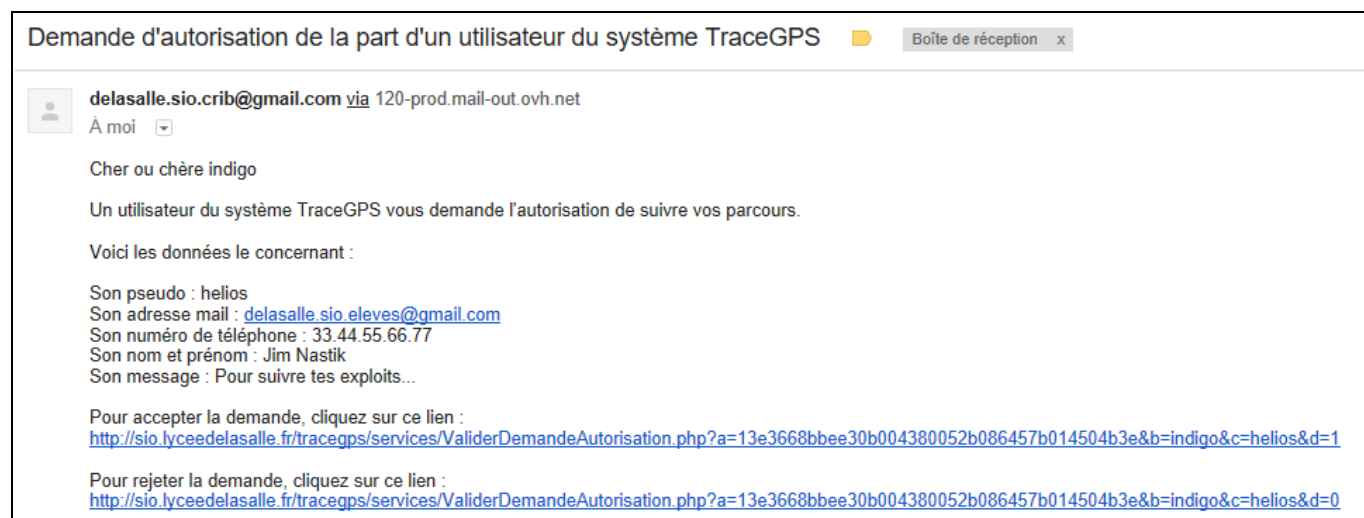 Demande d'autorisation de la part d'un utilisateur du système TraceGPS Boîte de réception x
delasalle.sio.crib@gmail.com via 120-prod.mail-out.ovh.net
À moi
Cher ou chère indigo
Un utilisateur du système TraceGPS vous demande l'autorisation de suivre vos parcours.
Voici les données le concernant :
Son pseudo : helios
Son adresse mail : delasalle.sio.eleves@gmail.com
Son numéro de téléphone : 33.44.55.66.77
Son nom et prénom : Jim Nastik
Son message : Pour suivre tes exploits...
Pour accepter la demande, cliquez sur ce lien :
http://sio.lyceedelasalle.fr/tracegps/services/ValiderDemandeAutorisation.php?a=13e3668bbee30b004380052b086457b014504b3e&b=indigo&c=helios&d=1
Pour rejeter la demande, cliquez sur ce lien :
http://sio.lyceedelasalle.fr/tracegps/services/ValiderDemandeAutorisation.php?a=13e3668bbee30b004380052b086457b014504b3e&b=indigo&c=helios&d=0